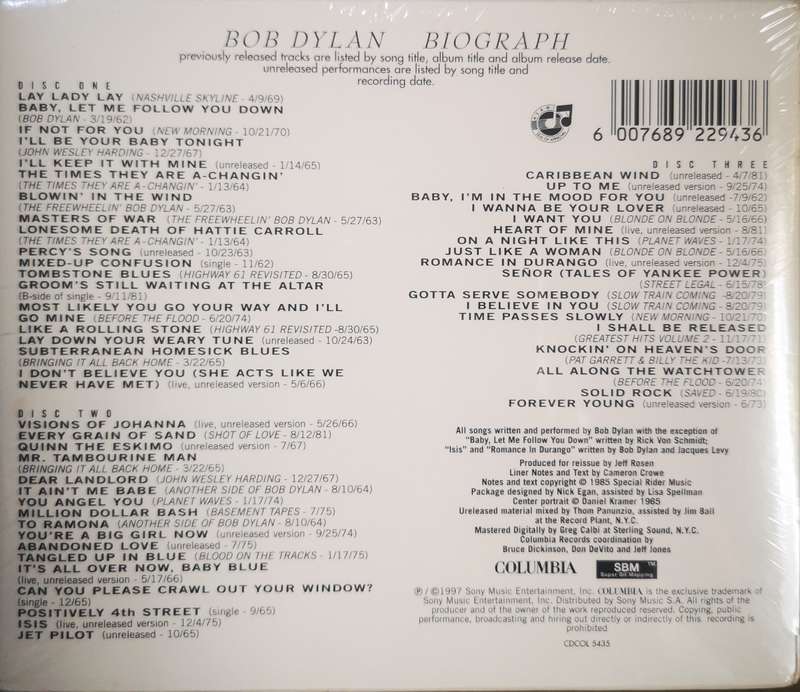 BOB DYLAN BIOGRAPH
previously released tracks are listed by song title, album title and album release date.
unreleased performances are listed by song title and
recording date.
DISC ONE
LAY LADY LAY (NASHVILLE SKYLINE - 4/9/69)
BABY, LET ME FOLLOW YOU DOWN
(BOB DYLAN - 3/19/62)
IF NOT FOR YOU (NEW MORNING - 10/21/70)
I'LL BE YOUR BABY TONIGHT
(JOHN WESLEY HARDING - 12/27/67)
I'LL KEEP IT WITH MINE (unreleased - 1/14/65)
THE TIMES THEY ARE A-CHANGIN'
(THE TIMES THEY ARE A-CHANGIN' - 1/13/64)
BLOWIN' IN THE WIND
(THE FREEWHEELIN' BOB DYLAN - 5/27/63)
MASTERS OF WAR (THE FREEWHEELIN' BOB DYLAN - 5/27/63)
LONESOME DEATH OF HATTIE CARROLL
(THE TIMES THEY ARE A-CHANGIN' - 1/13/64)
PERCY'S SONG (unreleased - 10/23/63)
MIXED-UP CONFUSION (single - 11/62)
TOMBSTONE BLUES (HIGHWAY 61 REVISITED - 8/30/65)
GROOM'S STILL WAITING AT THE ALTAR
(B-side of single - 9/11/81)
MOST LIKELY YOU GO YOUR WAY AND I'LL
GO MINE (BEFORE THE FLOOD - 6/20/74)
LIKE A ROLLING STONE (HIGHWAY 61 REVISITED -8/30/65)
LAY DOWN YOUR WEARY TUNE (unreleased - 10/24/63)
SUBTERRANEAN HOMESICK BLUES
(BRINGING IT ALL BACK HOME - 3/22/65)
I DON'T BELIEVE YOU (SHE ACTS LIKE WE
NEVER HAVE MET) (live, unreleased version - 5/6/66)
DISC TWO
VISIONS OF JOHANNA (live, unreleased version - 5/26/66)
EVERY GRAIN OF SAND (SHOT OF LOVE - 8/12/81)
QUINN THE ESKIMO (unreleased version - 7/67)
MR. TAMBOURINE MAN
(BRINGING IT ALL BACK HOME - 3/22/65)
DEAR LANDLORD (JOHN WESLEY HARDING - 12/27/67)
IT AIN'T ME BABE (ANOTHER SIDE OF BOB DYLAN - 8/10/64)
YOU ANGEL YOU (PLANET WAVES - 1/17/74)
MILLION DOLLAR BASH (BASEMENT TAPES - 7/75)
TO RAMONA (ANOTHER SIDE OF BOB DYLAN - 8/10/64)
YOU'RE A BIG GIRL NOW (unreleased version - 9/25/74)
ABANDONED LOVE (unreleased - 7/75)
TANGLED UP IN BLUE (BLOOD ON THE TRACKS - 1/17/75)
IT'S ALL OVER NOW, BABY BLUE
(live, unreleased version - 5/17/66)
CAN YOU PLEASE CRAWL OUT YOUR WINDOW?
(single - 12/65)
POSITIVELY 4th STREET (single - 9/65)
ISIS (live, unreleased version - 12/4/75)
JET PILOT (unreleased - 10/65)
6 007689 229436
DISC THREE
CARIBBEAN WIND (unreleased - 4/7/81)
UP TO ME (unreleased version - 9/25/74)
BABY, I'M IN THE MOOD FOR YOU (unreleased -7/9/62)
I WANNA BE YOUR LOVER (unreleased - 10/65)
I WANT YOU (BLONDE ON BLONDE - 5/16/66)
HEART OF MINE (live, unreleased version - 8/81)
ON A NIGHT LIKE THIS (PLANET WAVES - 1/17/74)
JUST LIKE A WOMAN (BLONDE ON BLONDE - 5/16/66)
ROMANCE IN DURANGO (live, unreleased version - 12/4/75)
SEÑOR (TALES OF YANKEE POWER)
(STREET LEGAL - 6/15/78)
GOTTA SERVE SOMEBODY (SLOW TRAIN COMING -8/20/79)
I BELIEVE IN YOU (SLOW TRAIN COMING - 8/20/79)
TIME PASSES SLOWLY (NEW MORNING - 10/21/70)
I SHALL BE RELEASED
(GREATEST HITS VOLUME 2 - 11/17/71)
KNOCKIN' ON HEAVEN'S DOOR
(PAT GARRETT & BILLY THE KID -7/13/73)
ALL ALONG THE WATCHTOWER
(BEFORE THE FLOOD - 6/20/74)
SOLID ROCK (SAVED - 6/19/80)
FOREVER YOUNG (unreleased version - 6/73)
All songs written and performed by Bob Dylan with the exception of
"Baby, Let Me Follow You Down" written by Rick Von Schmidt;
"Isis" and "Romance In Durango" written by Bob Dylan and Jacques Levy
Produced for reissue by Jeff Rosen
Liner Notes and Text by Cameron Crowe
Notes and text copyright © 1985 Special Rider Music
Package designed by Nick Egan, assisted by Lisa Spellman
Center portrait © Daniel Kramer 1965
Unreleased material mixed by Thom Panunzio, assisted by Jim Ball
at the Record Plant, N.Y.C.
Mastered Digitally by Greg Calbi at Sterling Sound, N.Y.C.
Columbia Records coordination by
Bruce Dickinson, Don DeVito and Jeff Jones
COLUMBIA SBM™
Super Bit Mapping
℗/©1997 Sony Music Entertainment, Inc. COLUMBIA is the exclusive trademark of
Sony Music Entertainment, Inc. Distributed by Sony Music S.A. All rights of the
producer and of the owner of the work reproduced reserved. Copying, public
performance, broadcasting and hiring out directly or indirectly of this recording is
prohibited
CDCOL 5435